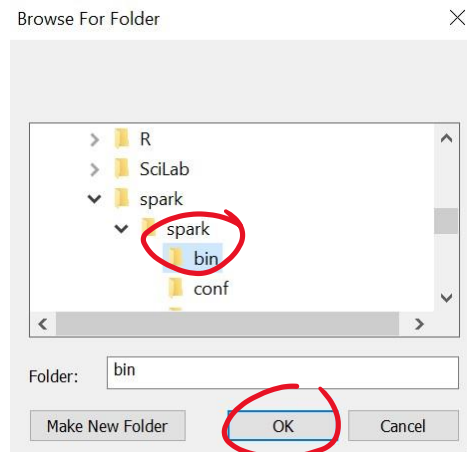 Browse For Folder
R
SciLab
spark
spark
bin
conf
Folder: bin
Make New Folder OK Cancel